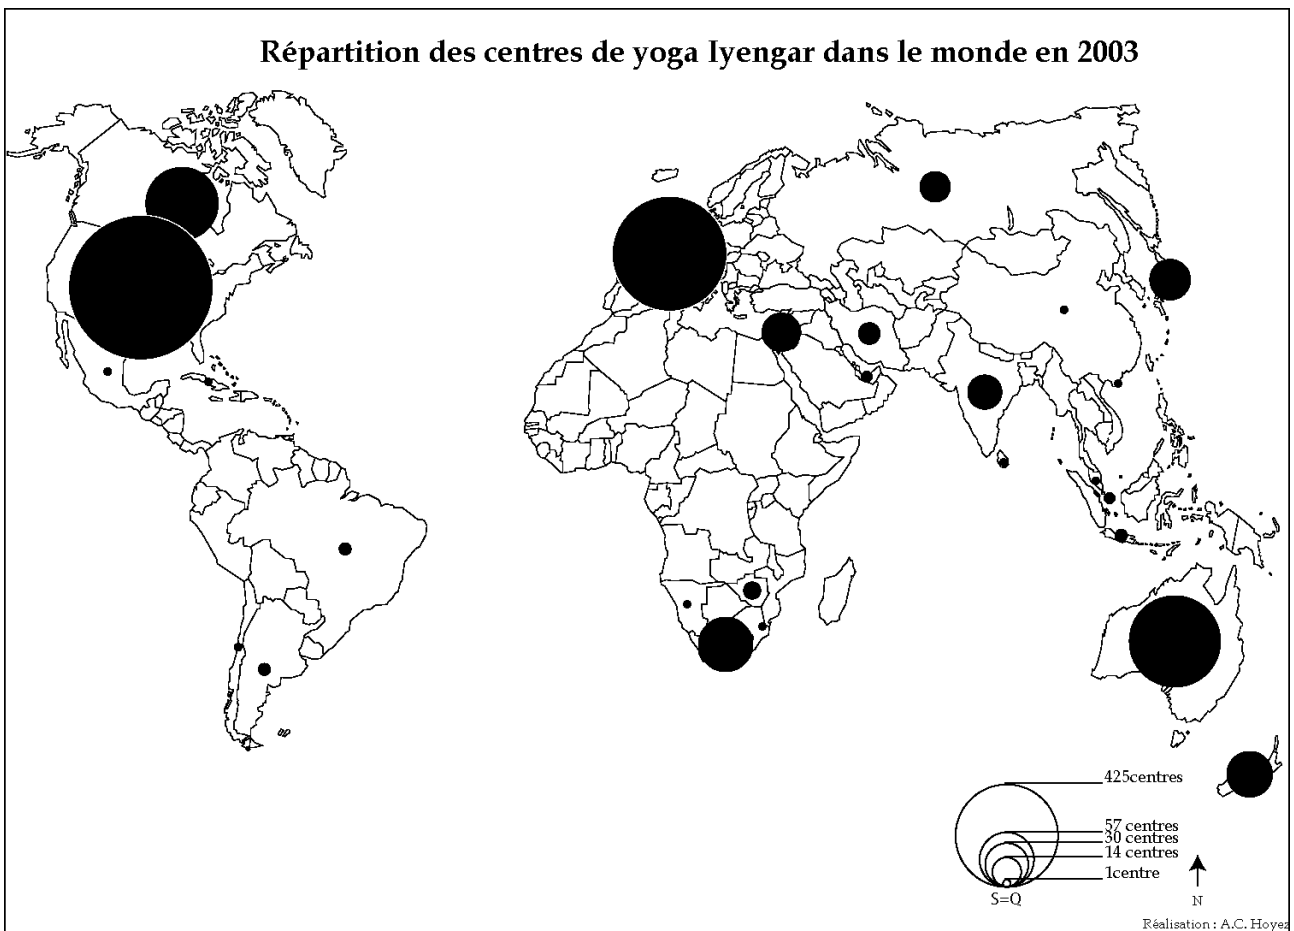 Répartition des centres de yoga Iyengar dans le monde en 2003
425centres
57 centres
30 centres
14 centres
1centre
S=Q
N
Réalisation : A.C. Hoyez